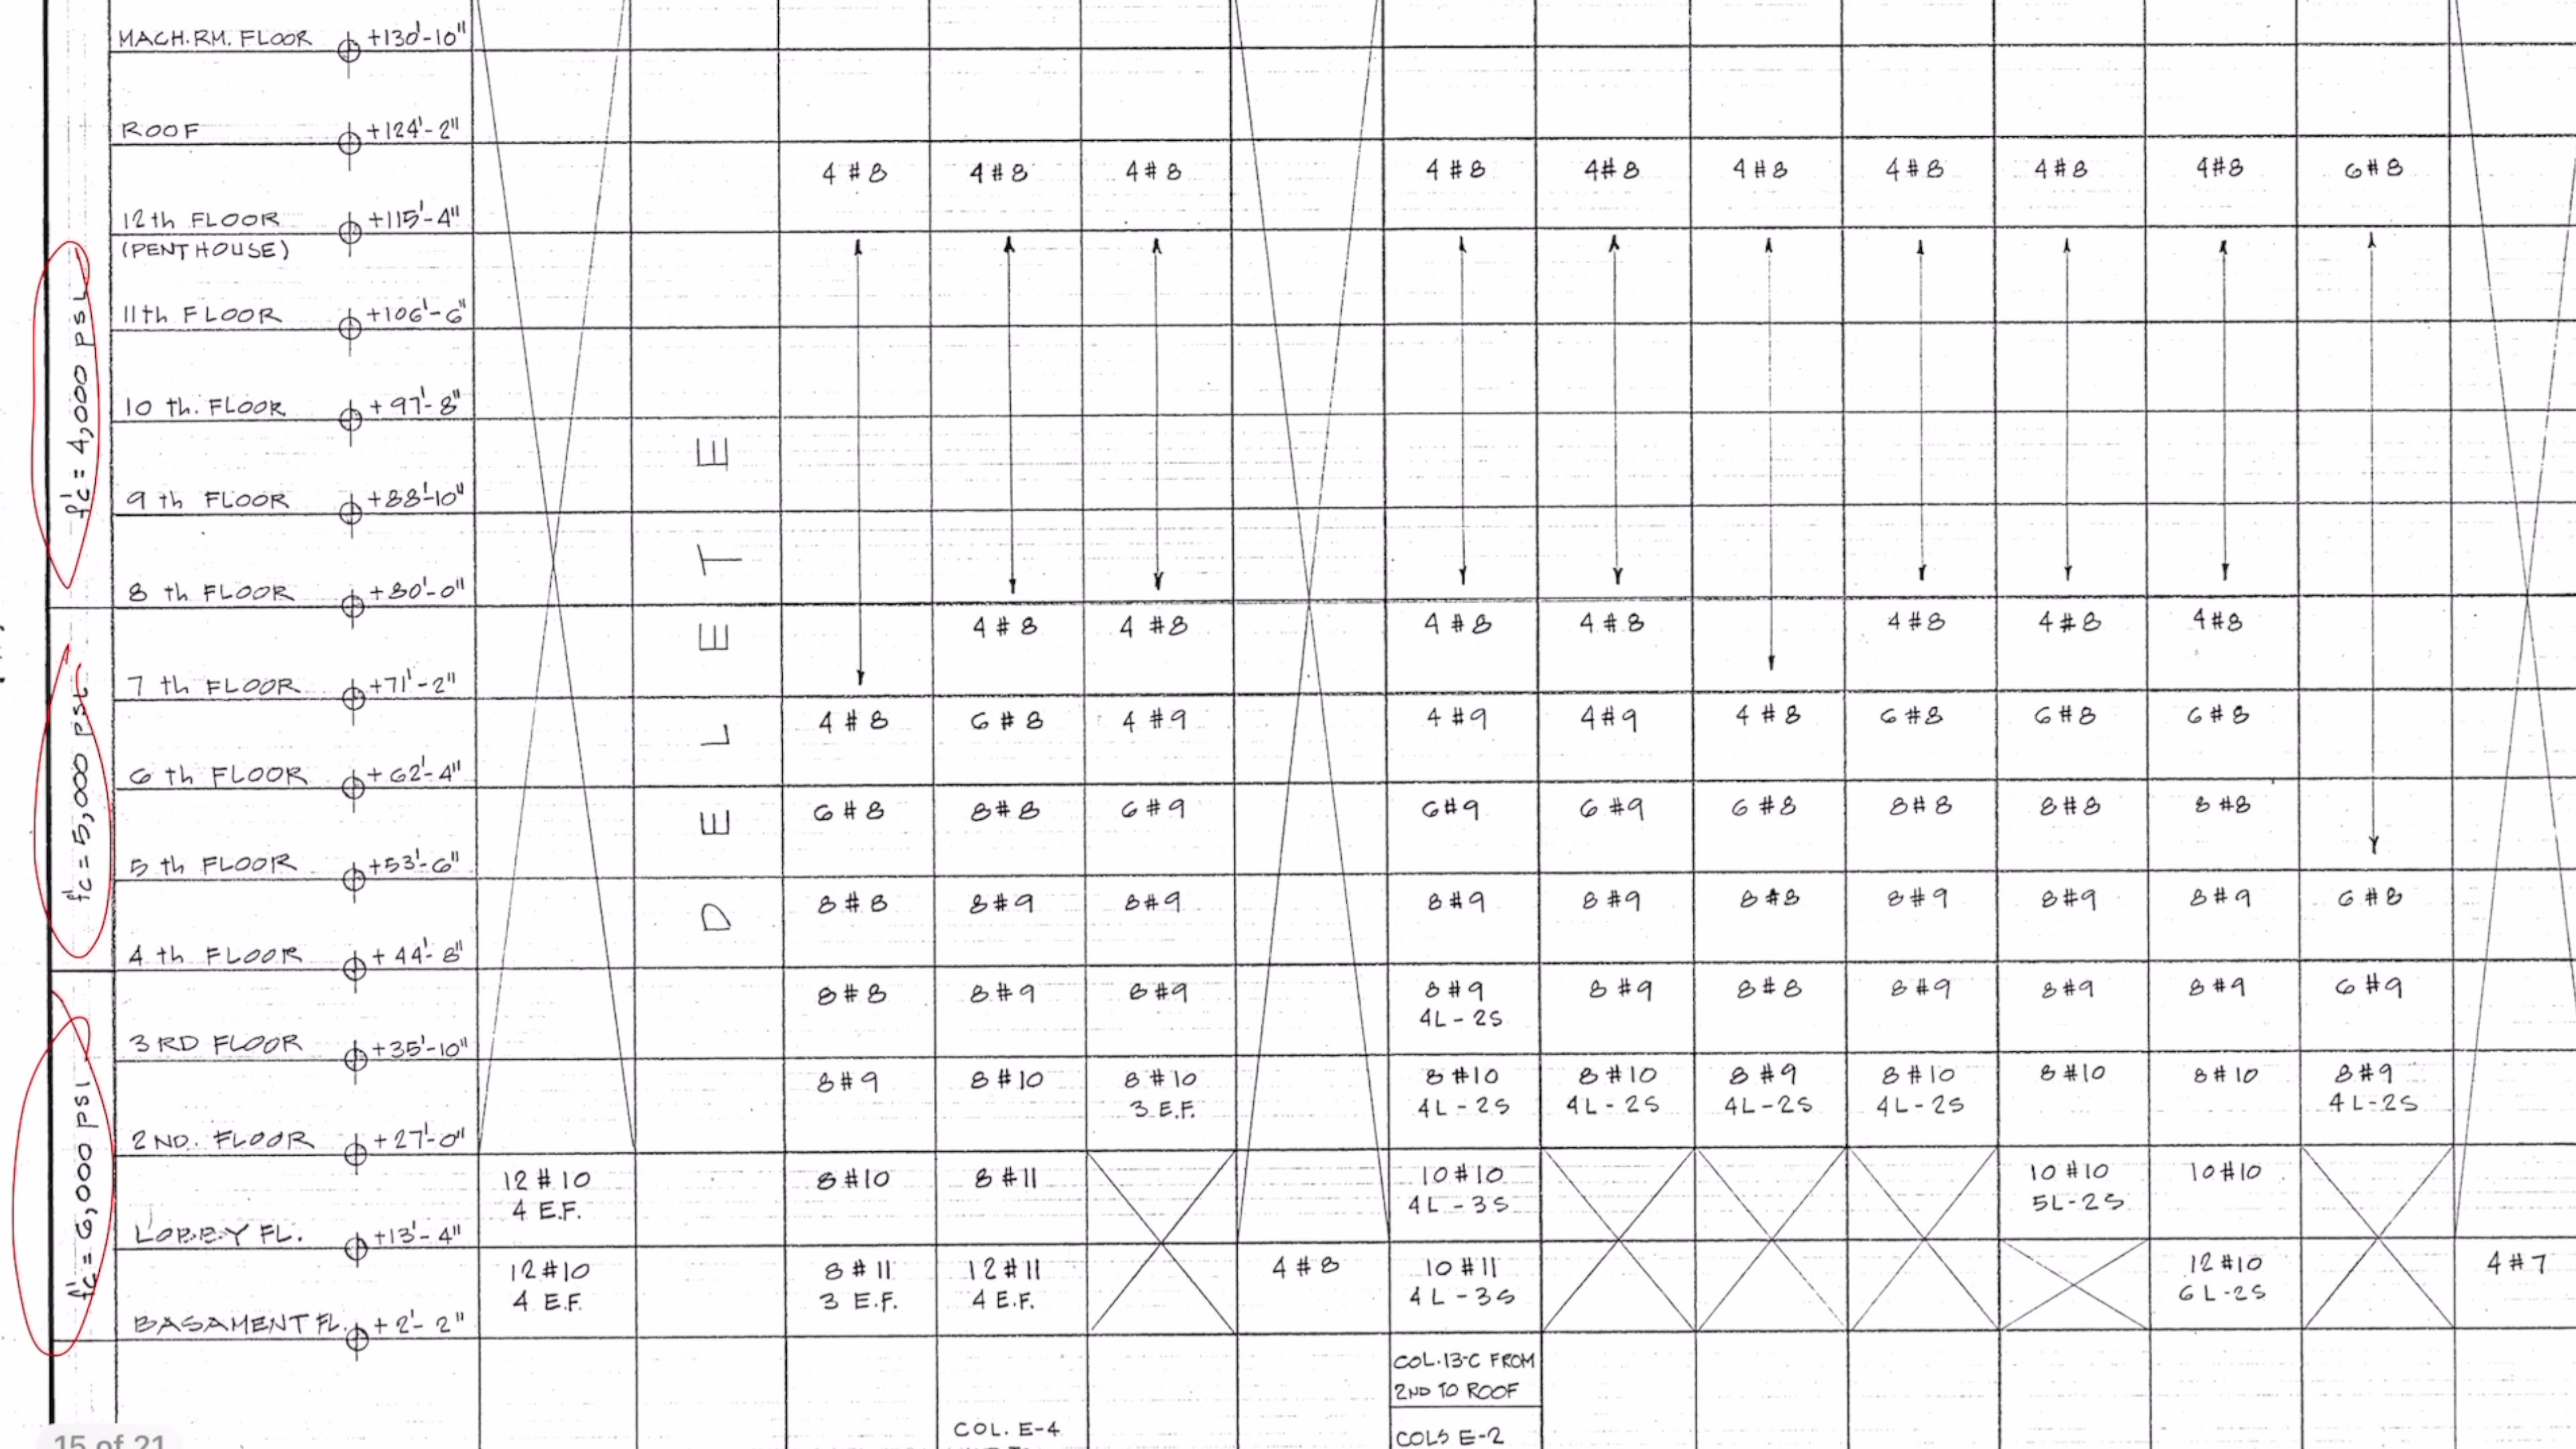 MACH. RM. FLOOR +130'-10"
ROOF +124'-2"
4 #8 4 #8 4 #8 4 #8 4#8 4#8 4 #8 4#8 4#8 6#8
12th FLOOR +115'-4"
(PENT HOUSE)
11th FLOOR +106'-6"
10 th. FLOOR +97'-8"
9 th FLOOR +88'-10"
8 th FLOOR +80'-0"
4 #8 4 #8 4 #8 4 #8 4#8 4#8 4#8
7 th FLOOR +71'-2"
4 #8 6 #8 4 #9 4 #9 4#9 4 #8 6#8 6#8 6#8
6 th FLOOR +62'-4"
6 #8 8#8 6#9 6#9 6 #9 6 #8 8#8 8#8 8 #8
5 th FLOOR +53'-6"
8 #8 8#9 8#9 8#9 8#9 8#8 8#9 8#9 8#9 6 #8
4 th FLOOR +44'-8"
8#8 8#9 8#9 8#9 8#9 8#8 8#9 8#9 8#9 6 #9
4L-2S
3RD FLOOR +35'-10"
8#9 8#10 8#10 8#10 8#10 8#9 8#10 8#10 8#10 8#9
3 E.F. 4L-2S 4L-2S 4L-2S 4L-2S 4L-2S
2ND. FLOOR +27'-0"
12 #10 8#10 8#11 10#10 10#10 10#10
4 E.F. 4L-3S 5L-2S
LOBBY FL. +13'-4"
12#10 8 #11 12#11 4 #8 10#11 12#10 4#7
4 E.F. 3 E.F. 4 E.F. 4L-3S 6L-2S
BASAMENT FL. +2'-2"
f'c = 4,000 psi
f'c = 5,000 psi
f'c = 6,000 psi
DELETE
COL. 13-C FROM
2ND TO ROOF
COL. E-4
COLS E-2
15 of 21